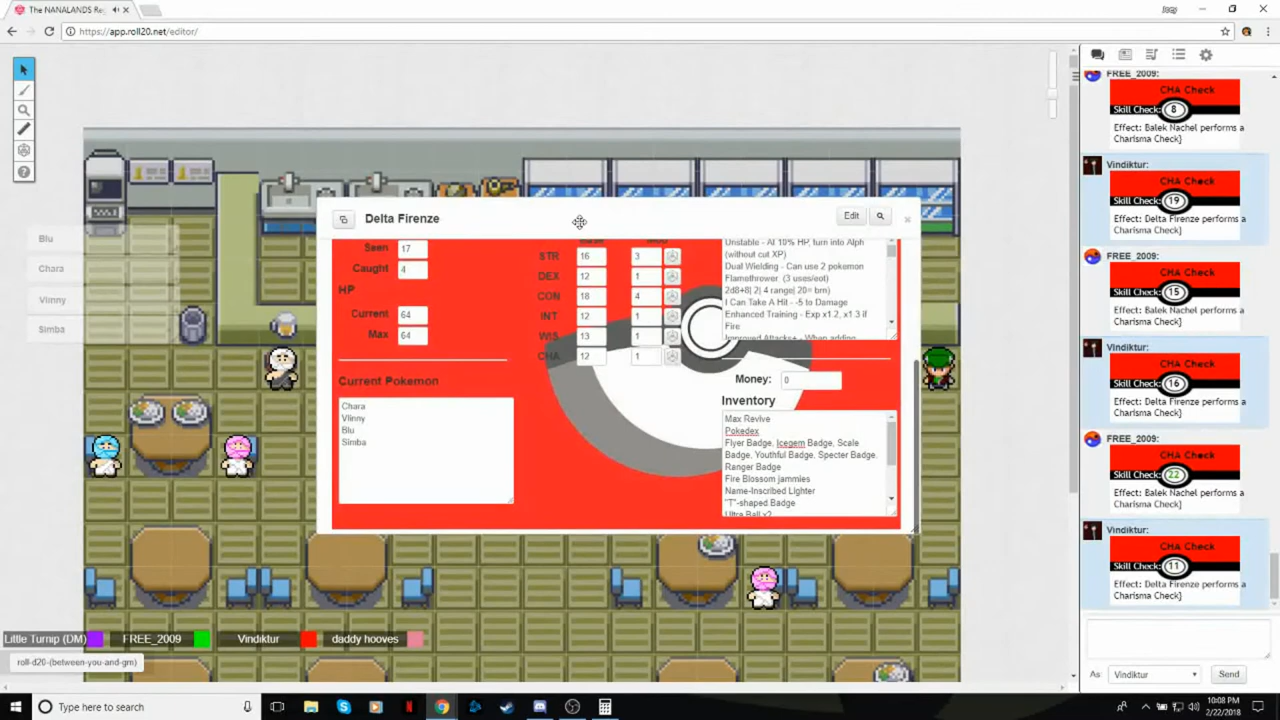 The NANALANDS Re
https://app.roll20.net/editor/
Blu
Chara
Vlinny
Simba
Delta Firenze
Edit
Seen 17
Caught 4
HP
Current 64
Max 64
STR 16 3
DEX 12 1
CON 18 4
INT 12 1
WIS 13 1
CHA 12 1
Unstable - At 10% HP, turn into Alph
(without cut XP)
Dual Wielding - Can use 2 pokemon
Flamethrower (3 uses/eot)
2d8+8| 2| 4 range| 20= brn)
I Can Take A Hit - -5 to Damage
Enhanced Training - Exp x1.2, x1.3 if
Fire
Improved Attacks+ - When adding
Current Pokemon
Chara
Vlinny
Blu
Simba
Money: 0
Inventory
Max Revive
Pokedex
Flyer Badge, Icegem Badge, Scale
Badge, Youthful Badge, Specter Badge,
Ranger Badge
Fire Blossom jammies
Name-Inscribed Lighter
"T"-shaped Badge
Ultra Ball x2
Little Turnip (DM)
FREE_2009
Vindiktur
daddy hooves
roll-d20-(between-you-and-gm)
FREE_2009:
CHA Check
Skill Check: 8
Effect: Balek Nachel performs a
Charisma Check}
Vindiktur:
CHA Check
Skill Check: 19
Effect: Delta Firenze performs a
Charisma Check}
FREE_2009:
CHA Check
Skill Check: 15
Effect: Balek Nachel performs a
Charisma Check}
Vindiktur:
CHA Check
Skill Check: 16
Effect: Delta Firenze performs a
Charisma Check}
FREE_2009:
CHA Check
Skill Check: 22
Effect: Balek Nachel performs a
Charisma Check}
Vindiktur:
CHA Check
Skill Check: 11
Effect: Delta Firenze performs a
Charisma Check}
As: Vindiktur
Send
Type here to search
10:08 PM
2/22/2018